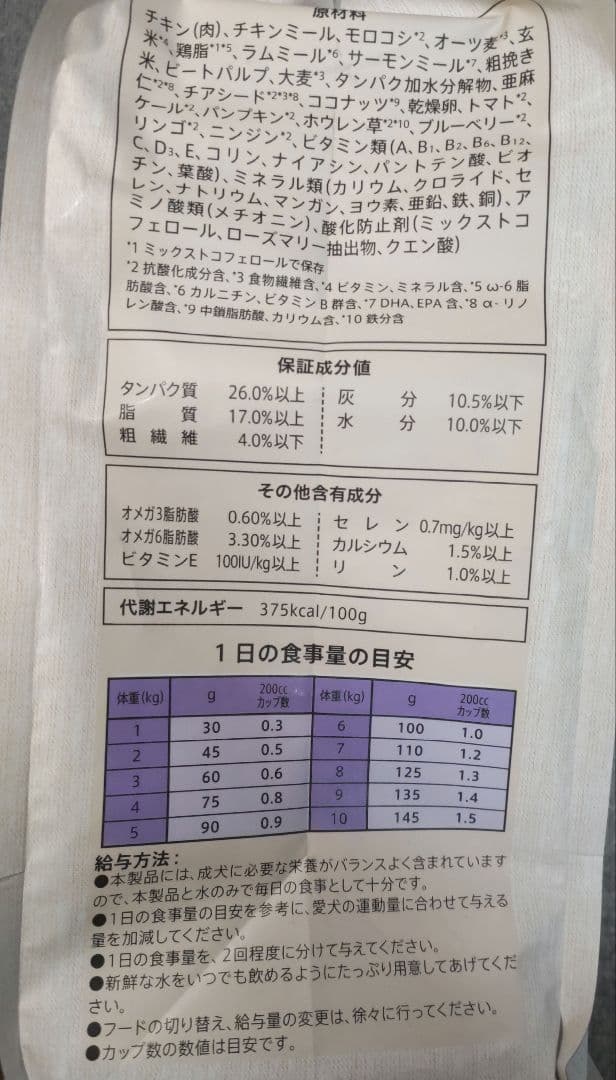 原材料
チキン(肉)、チキンミール、モロコシ*2、オーツ麦*3、玄
米*4、鶏脂*1*5、ラムミール*6、サーモンミール*7、粗挽き
米、ビートパルプ、大麦*3、タンパク加水分解物、亜麻
仁*2*8、チアシード*2*3*8、ココナッツ*9、乾燥卵、トマト*2、
ケール*2、パンプキン*2、ホウレン草*2*10、ブルーベリー*2、
リンゴ*2、ニンジン*2、ビタミン類(A、B1、B2、B6、B12、
C、D3、E、コリン、ナイアシン、パントテン酸、ビオ
チン、葉酸)、ミネラル類(カリウム、クロライド、セ
レン、ナトリウム、マンガン、ヨウ素、亜鉛、鉄、銅)、ア
ミノ酸類(メチオニン)、酸化防止剤(ミックストコ
フェロール、ローズマリー抽出物、クエン酸)
*1 ミックストコフェロールで保存
*2 抗酸化成分含、*3 食物繊維含、*4 ビタミン、ミネラル含、*5 ω-6 脂
肪酸含、*6 カルニチン、ビタミンB 群含、*7 DHA、EPA 含、*8 α- リノ
レン酸含、*9 中鎖脂肪酸、カリウム含、*10 鉄分含
保証成分値
タンパク質 26.0%以上 灰分 10.5%以下
脂質 17.0%以上 水分 10.0%以下
粗繊維 4.0%以下
その他含有成分
オメガ3脂肪酸 0.60%以上 セレン 0.7mg/kg以上
オメガ6脂肪酸 3.30%以上 カルシウム 1.5%以上
ビタミンE 100IU/kg以上 リン 1.0%以上
代謝エネルギー 375kcal/100g
1日の食事量の目安
体重(kg) g 200cc カップ数 体重(kg) g 200cc カップ数
1 30 0.3 6 100 1.0
2 45 0.5 7 110 1.2
3 60 0.6 8 125 1.3
4 75 0.8 9 135 1.4
5 90 0.9 10 145 1.5
給与方法:
●本製品には、成犬に必要な栄養がバランスよく含まれています
ので、本製品と水のみで毎日の食事として十分です。
●1日の食事量の目安を参考に、愛犬の運動量に合わせて与える
量を加減してください。
●1日の食事量を、2回程度に分けて与えてください。
●新鮮な水をいつでも飲めるようにたっぷり用意してあげてくだ
さい。
●フードの切り替え、給与量の変更は、徐々に行ってください。
●カップ数の数値は目安です。